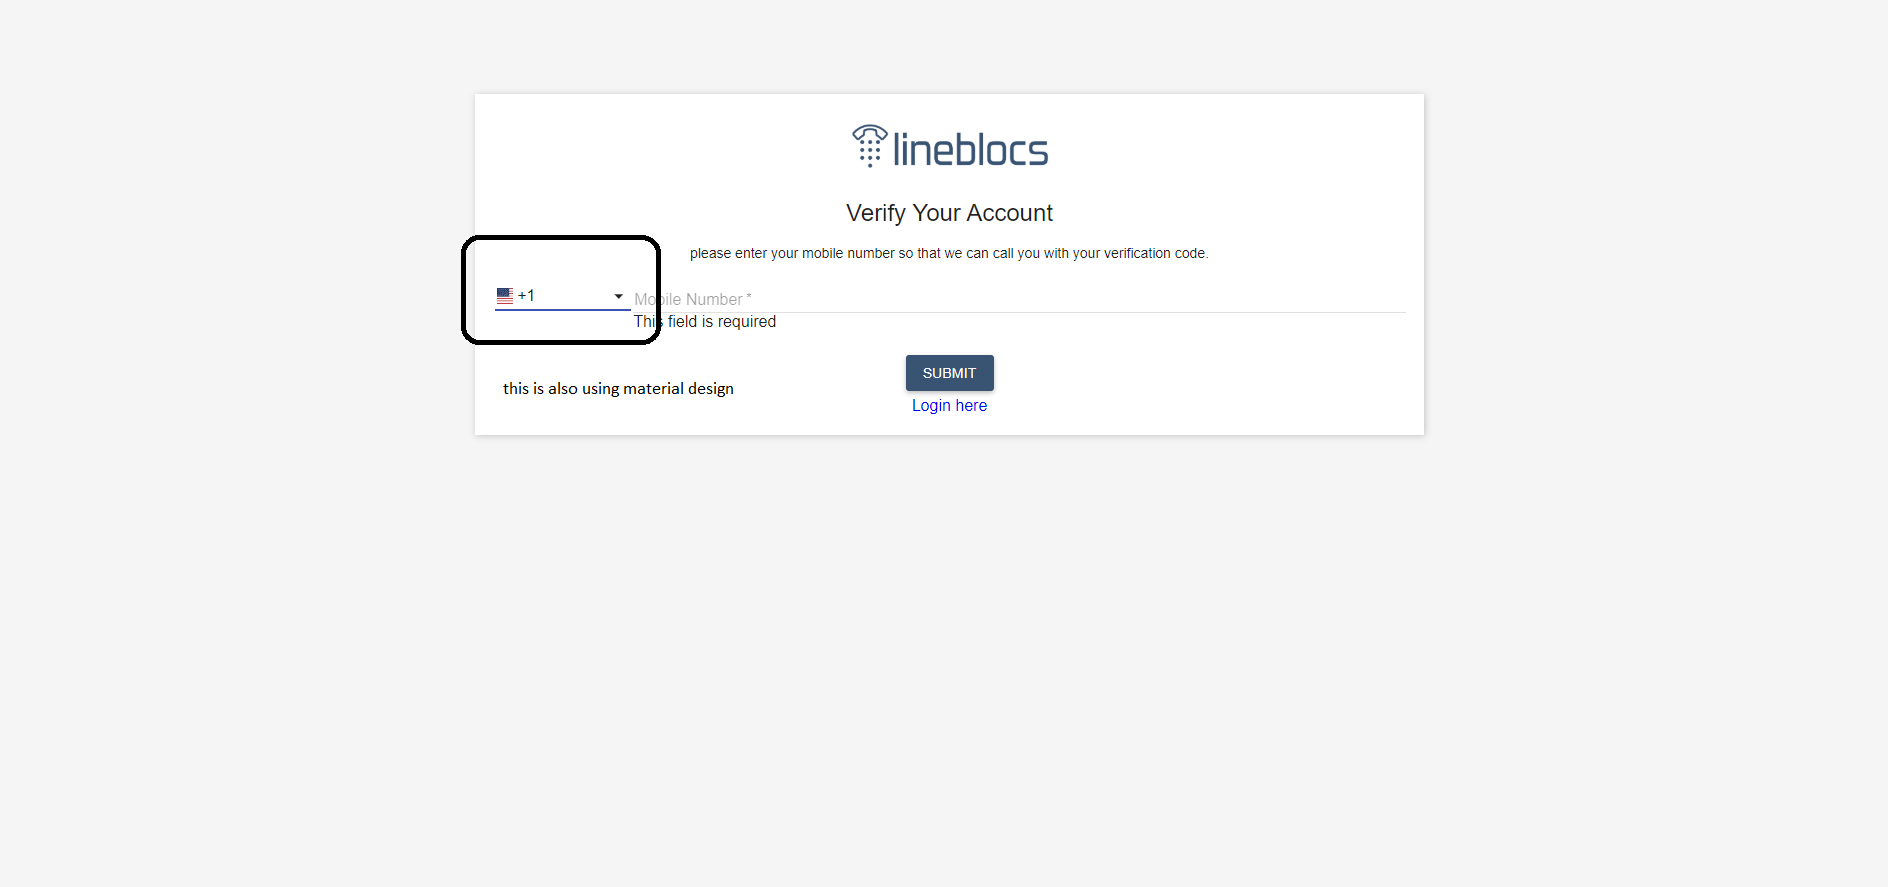 lineblocs
Verify Your Account
please enter your mobile number so that we can call you with your verification code.
+1
Mobile Number *
This field is required
SUBMIT
this is also using material design
Login here